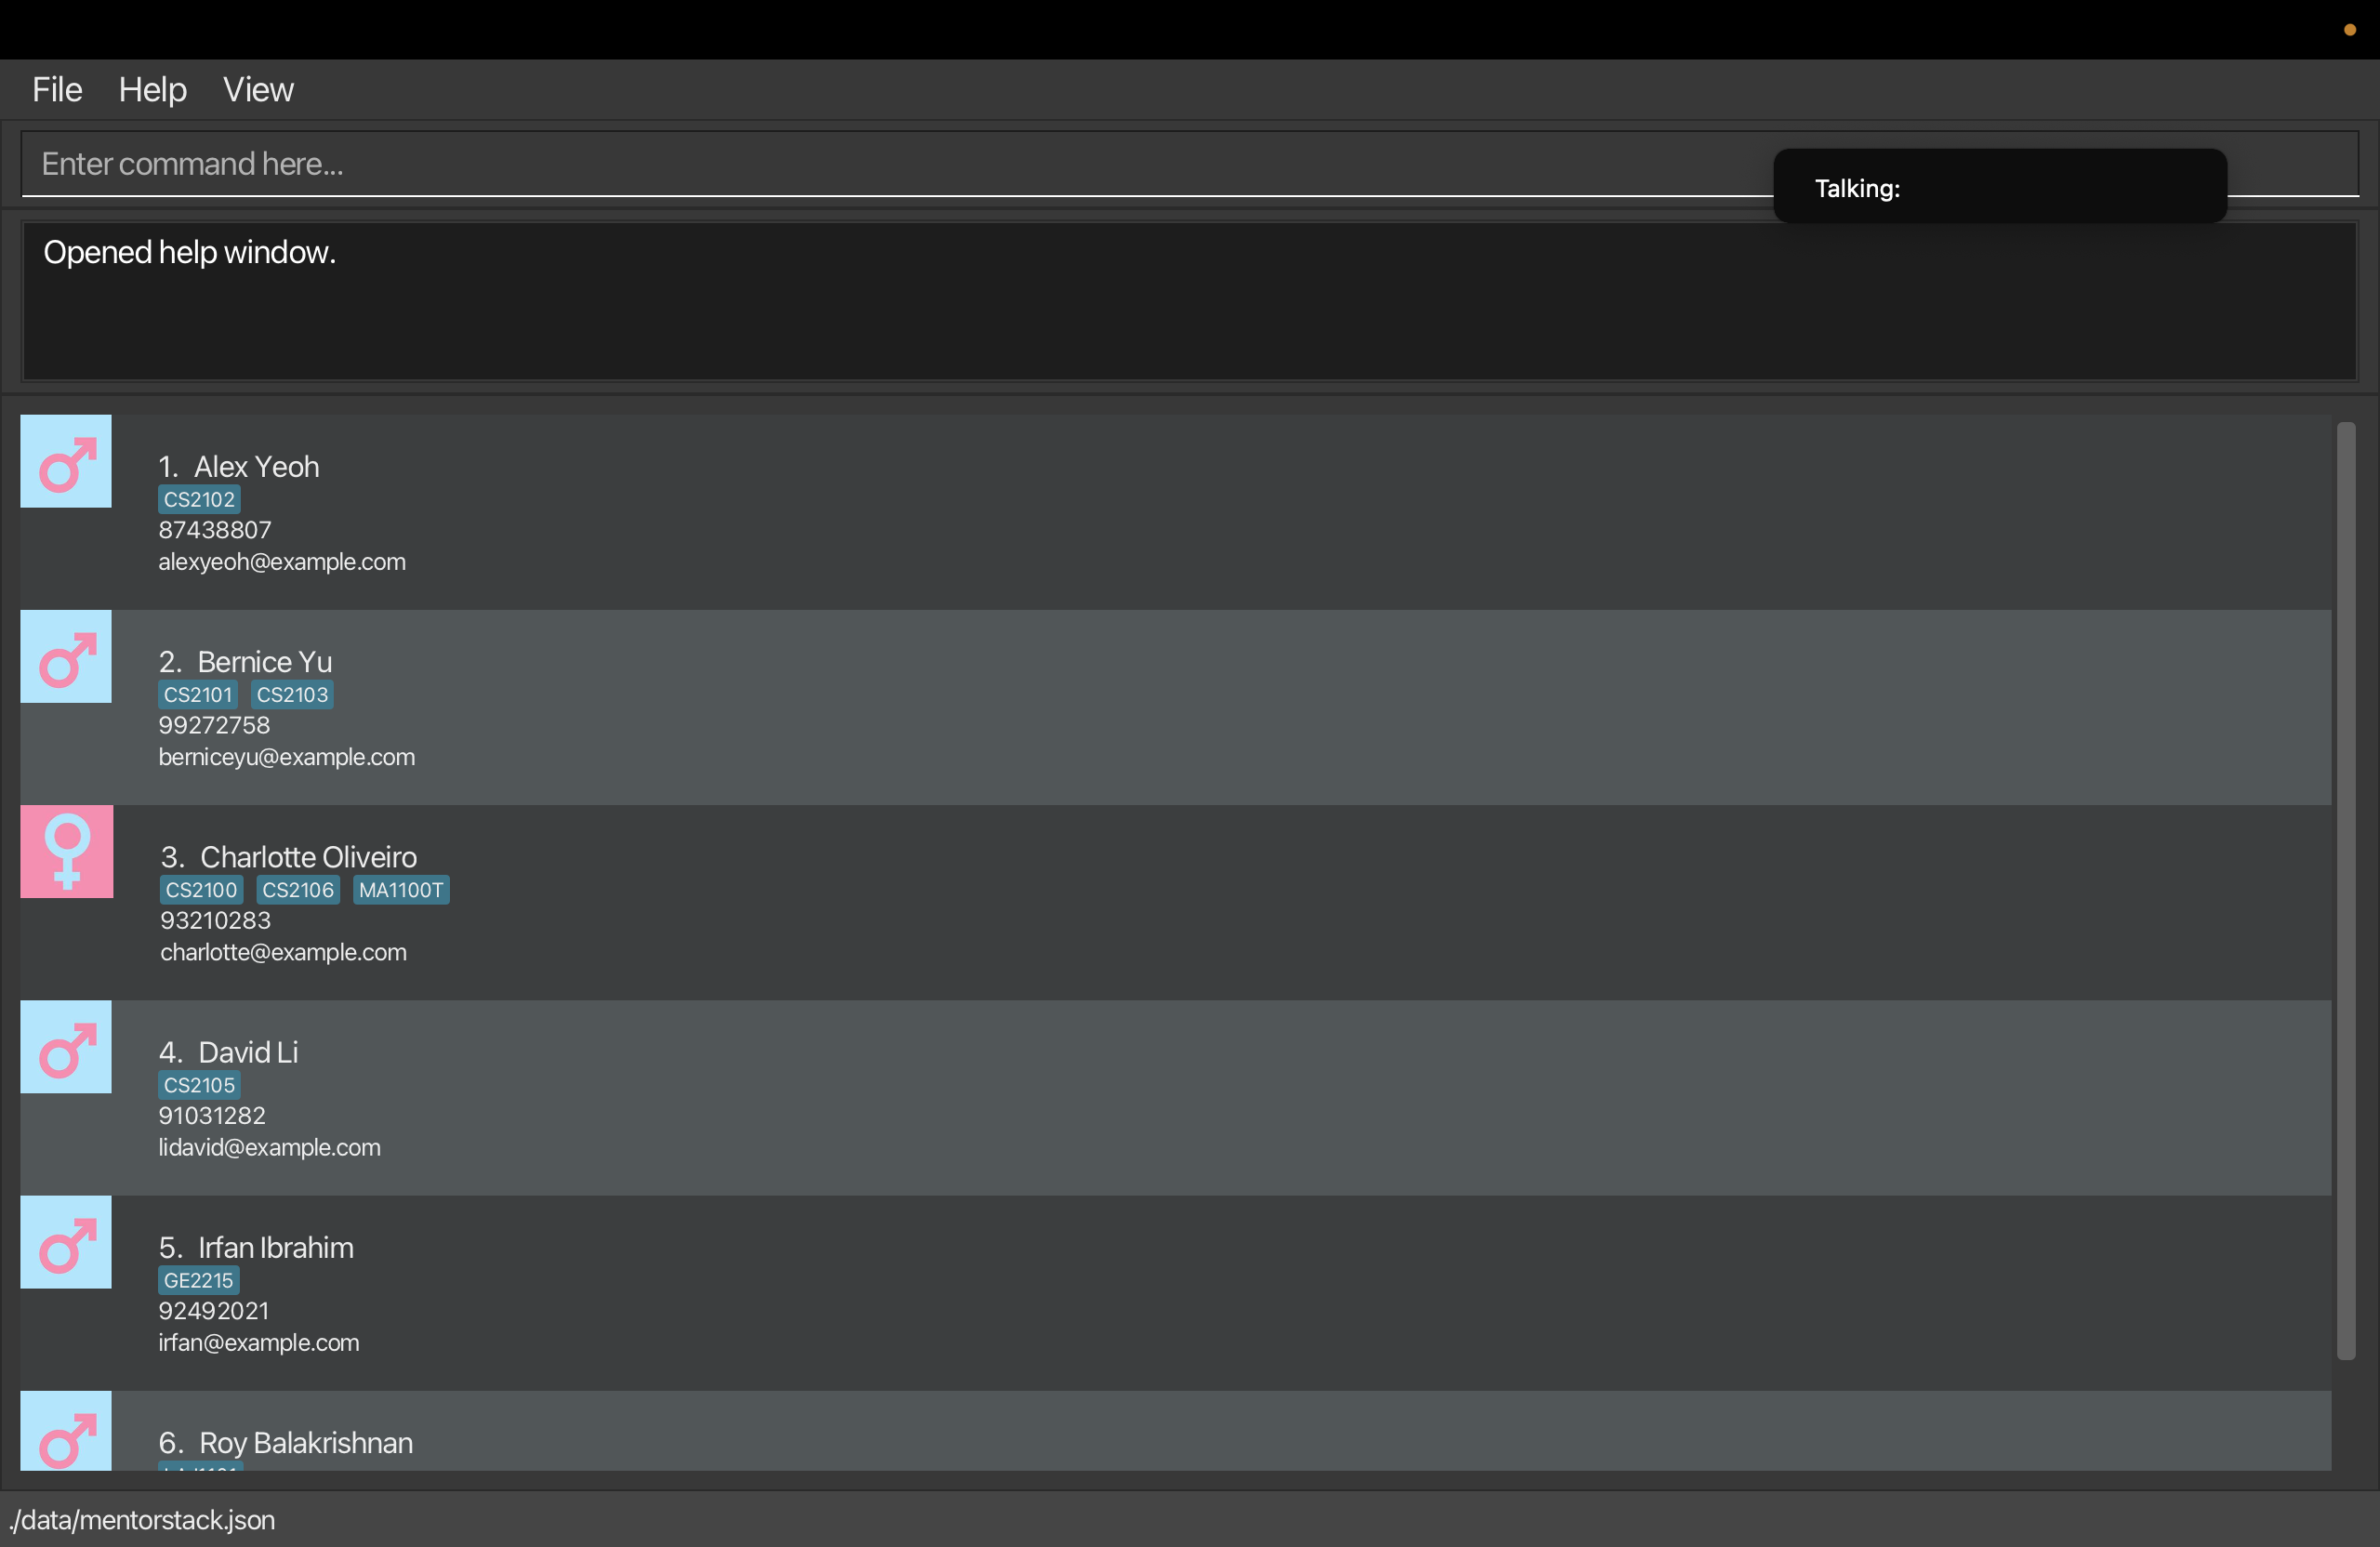 File Help View
Enter command here...
Talking:
Opened help window.
1. Alex Yeoh
CS2102
87438807
alexyeoh@example.com
2. Bernice Yu
CS2101 CS2103
99272758
berniceyu@example.com
3. Charlotte Oliveiro
CS2100 CS2106 MA1100T
93210283
charlotte@example.com
4. David Li
CS2105
91031282
lidavid@example.com
5. Irfan Ibrahim
GE2215
92492021
irfan@example.com
6. Roy Balakrishnan
./data/mentorstack.json